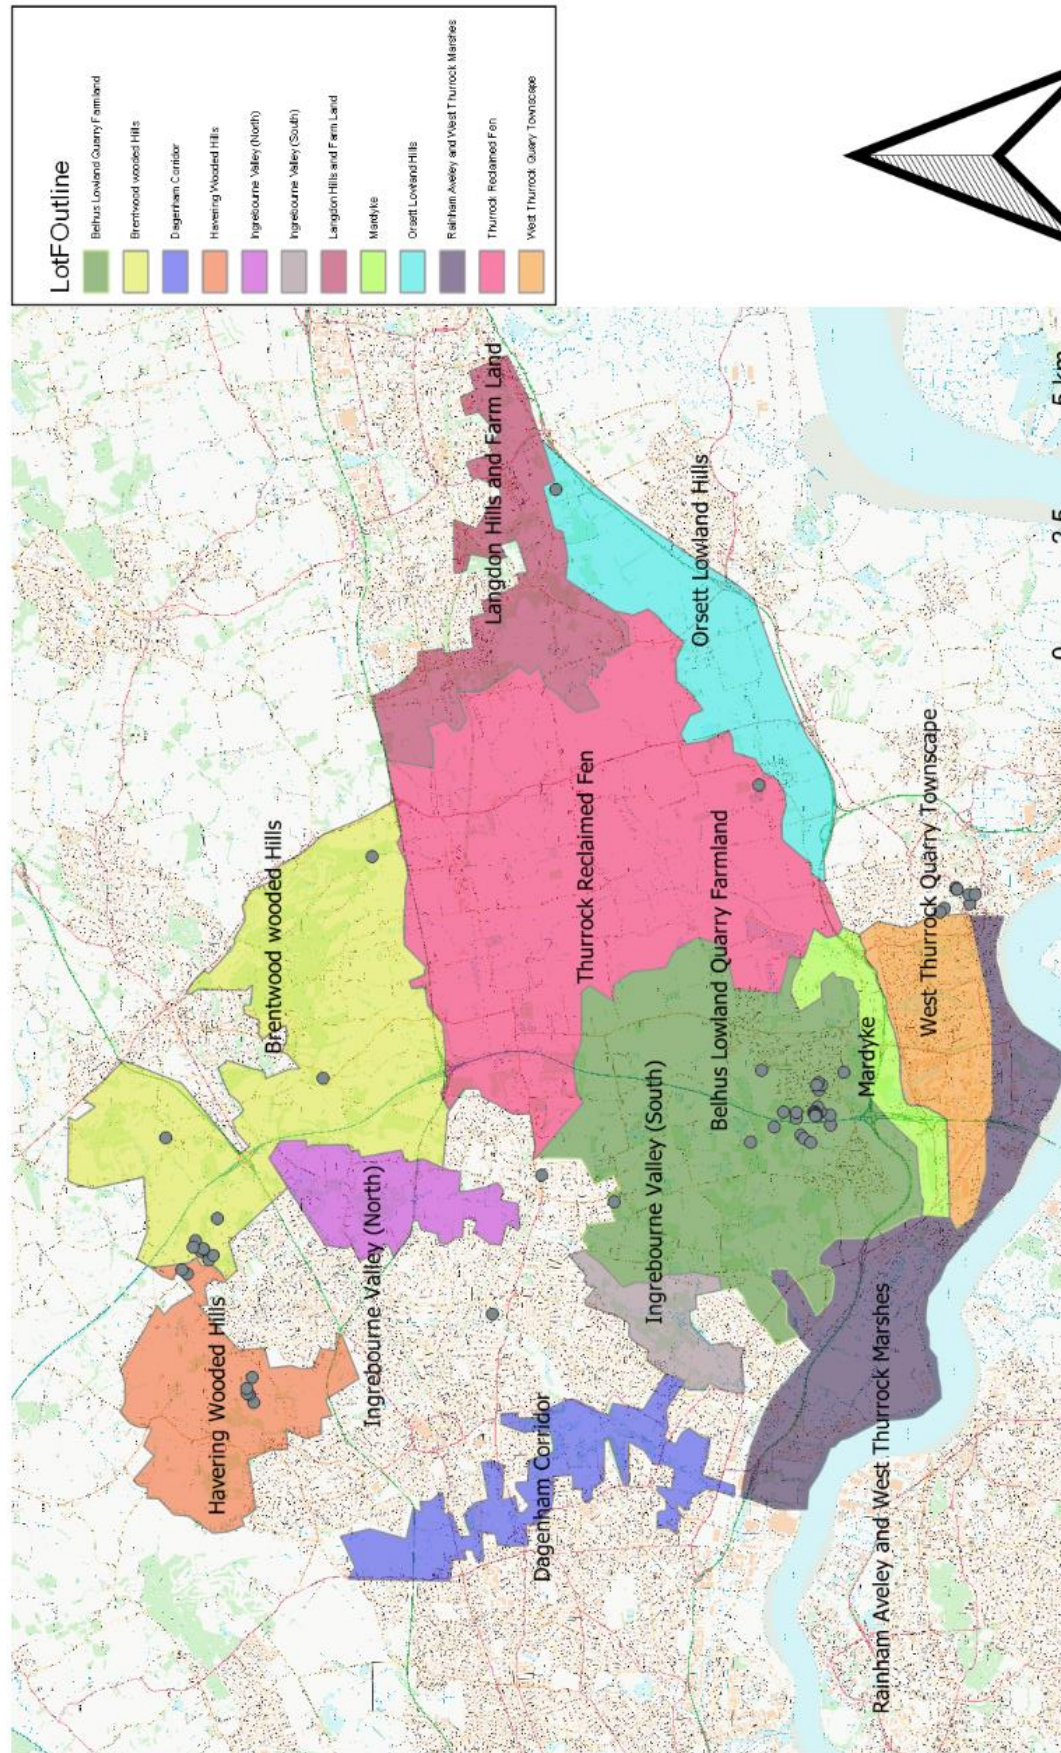 LotFOutline
Belhus Lowland Quarry Farmland
Brentwood wooded Hills
Dagenham Corridor
Havering Wooded Hills
Ingrebourne Valley (North)
Ingrebourne Valley (South)
Langdon Hills and Farm Land
Mardyke
Orsett Lowland Hills
Rainham Aveley and West Thurrock Marshes
Thurrock Reclaimed Fen
West Thurrock Quarry Townscape
Havering Wooded Hills
Brentwood wooded Hills
Ingrebourne Valley (North)
Langdon Hills and Farm Land
Dagenham Corridor
Thurrock Reclaimed Fen
Ingrebourne Valley (South)
Orsett Lowland Hills
Belhus Lowland Quarry Farmland
Mardyke
Rainham Aveley and West Thurrock Marshes
West Thurrock Quarry Townscape
0 2.5 5 km